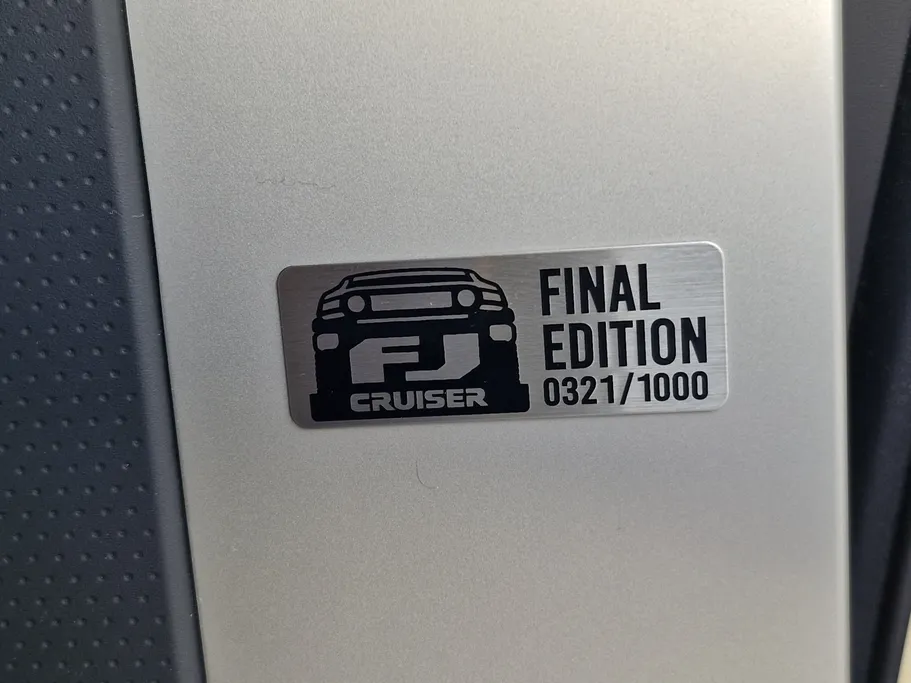 FJ
CRUISER
FINAL
EDITION
0321/1000